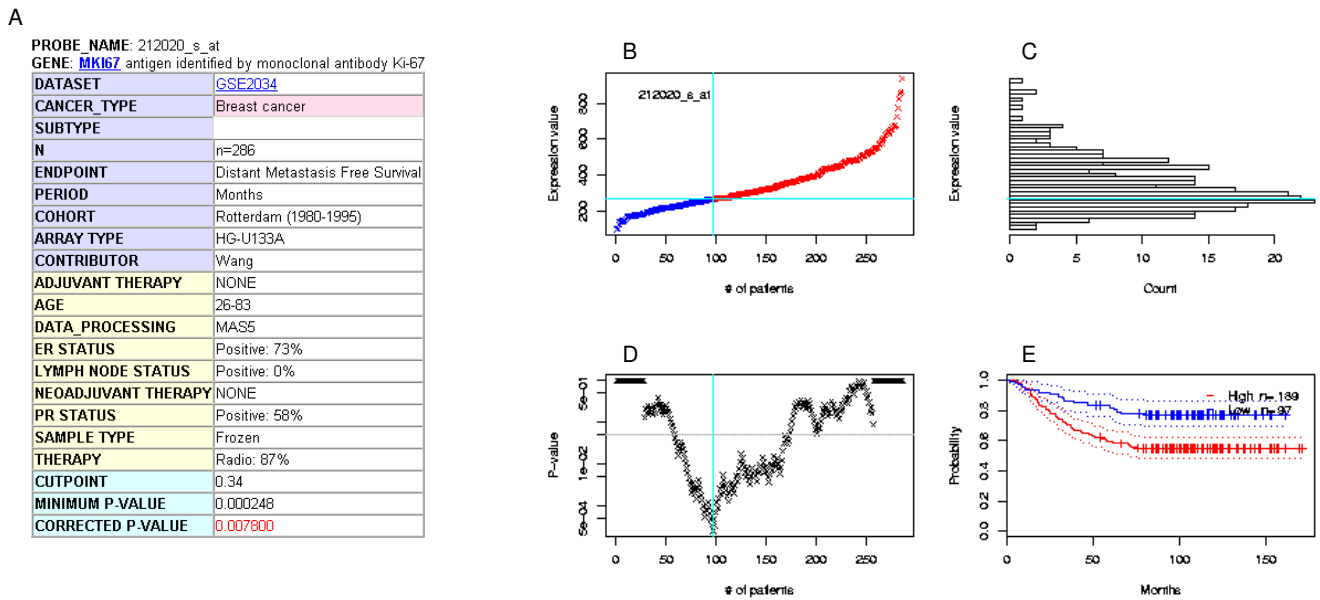 A
PROBE_NAME: 212020_s_at
GENE: MKI67 antigen identified by monoclonal antibody Ki-67
DATASET GSE2034
CANCER_TYPE Breast cancer
SUBTYPE
N n=286
ENDPOINT Distant Metastasis Free Survival
PERIOD Months
COHORT Rotterdam (1980-1995)
ARRAY TYPE HG-U133A
CONTRIBUTOR Wang
ADJUVANT THERAPY NONE
AGE 26-83
DATA_PROCESSING MAS5
ER STATUS Positive: 73%
LYMPH NODE STATUS Positive: 0%
NEOADJUVANT THERAPY NONE
PR STATUS Positive: 58%
SAMPLE TYPE Frozen
THERAPY Radio: 87%
CUTPOINT 0.34
MINIMUM P-VALUE 0.000248
CORRECTED P-VALUE 0.007800
B
212020_s_at
Expression value
200 400 600 800
0 50 100 150 200 250
# of patients
C
Expression value
0 5 10 15 20
Count
D
P-value
5e-04 1e-02 5e-01
0 50 100 150 200 250
# of patients
E
High n= 189
Low n= 97
Probability
0.0 0.2 0.4 0.6 0.8 1.0
0 50 100 150
Months